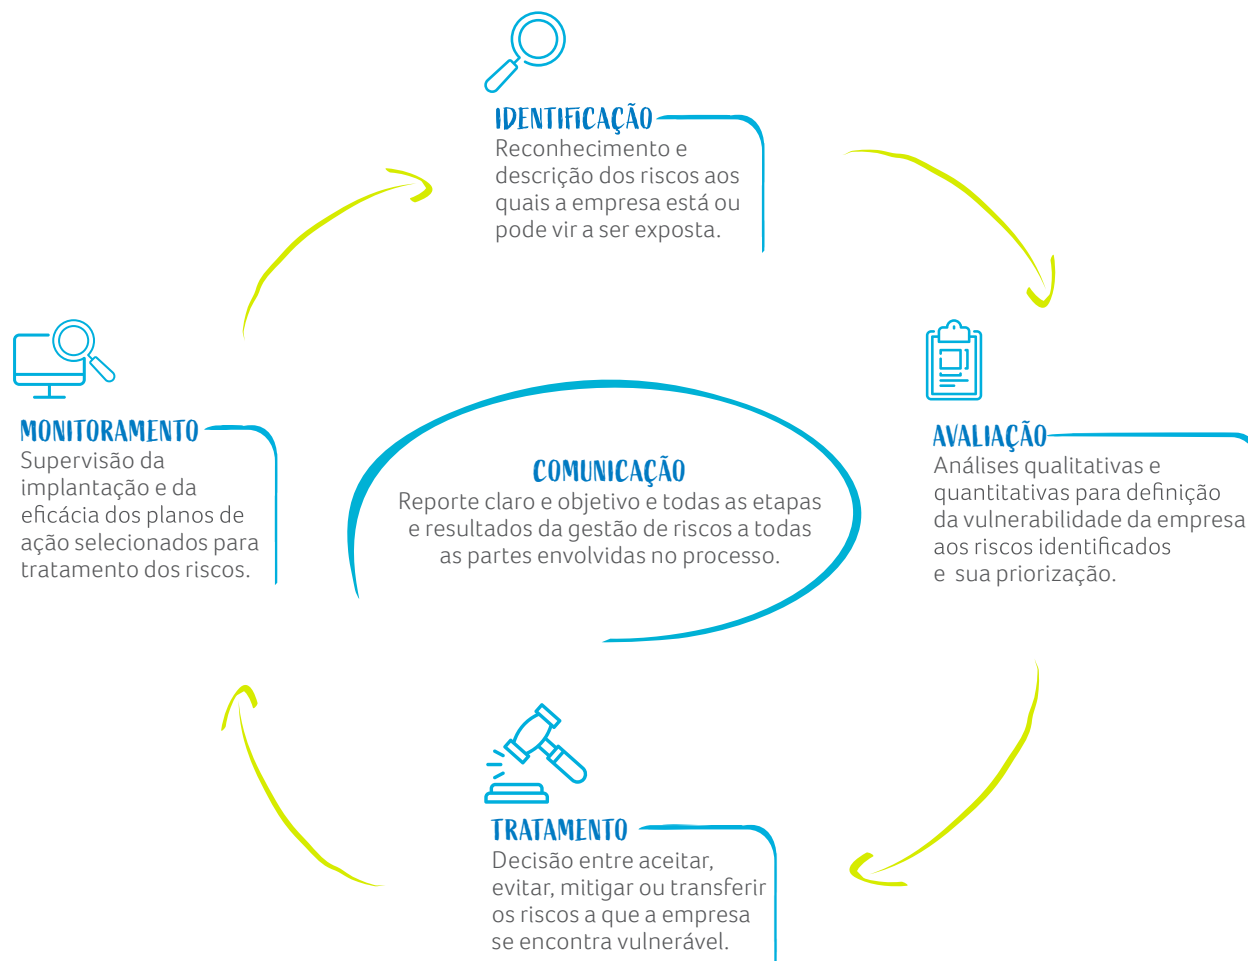 IDENTIFICAÇÃO
Reconhecimento e
descrição dos riscos aos
quais a empresa está ou
pode vir a ser exposta.
AVALIAÇÃO
Análises qualitativas e
quantitativas para definição
da vulnerabilidade da empresa
aos riscos identificados
e sua priorização.
TRATAMENTO
Decisão entre aceitar,
evitar, mitigar ou transferir
os riscos a que a empresa
se encontra vulnerável.
MONITORAMENTO
Supervisão da
implantação e da
eficácia dos planos de
ação selecionados para
tratamento dos riscos.
COMUNICAÇÃO
Reporte claro e objetivo e todas as etapas
e resultados da gestão de riscos a todas
as partes envolvidas no processo.